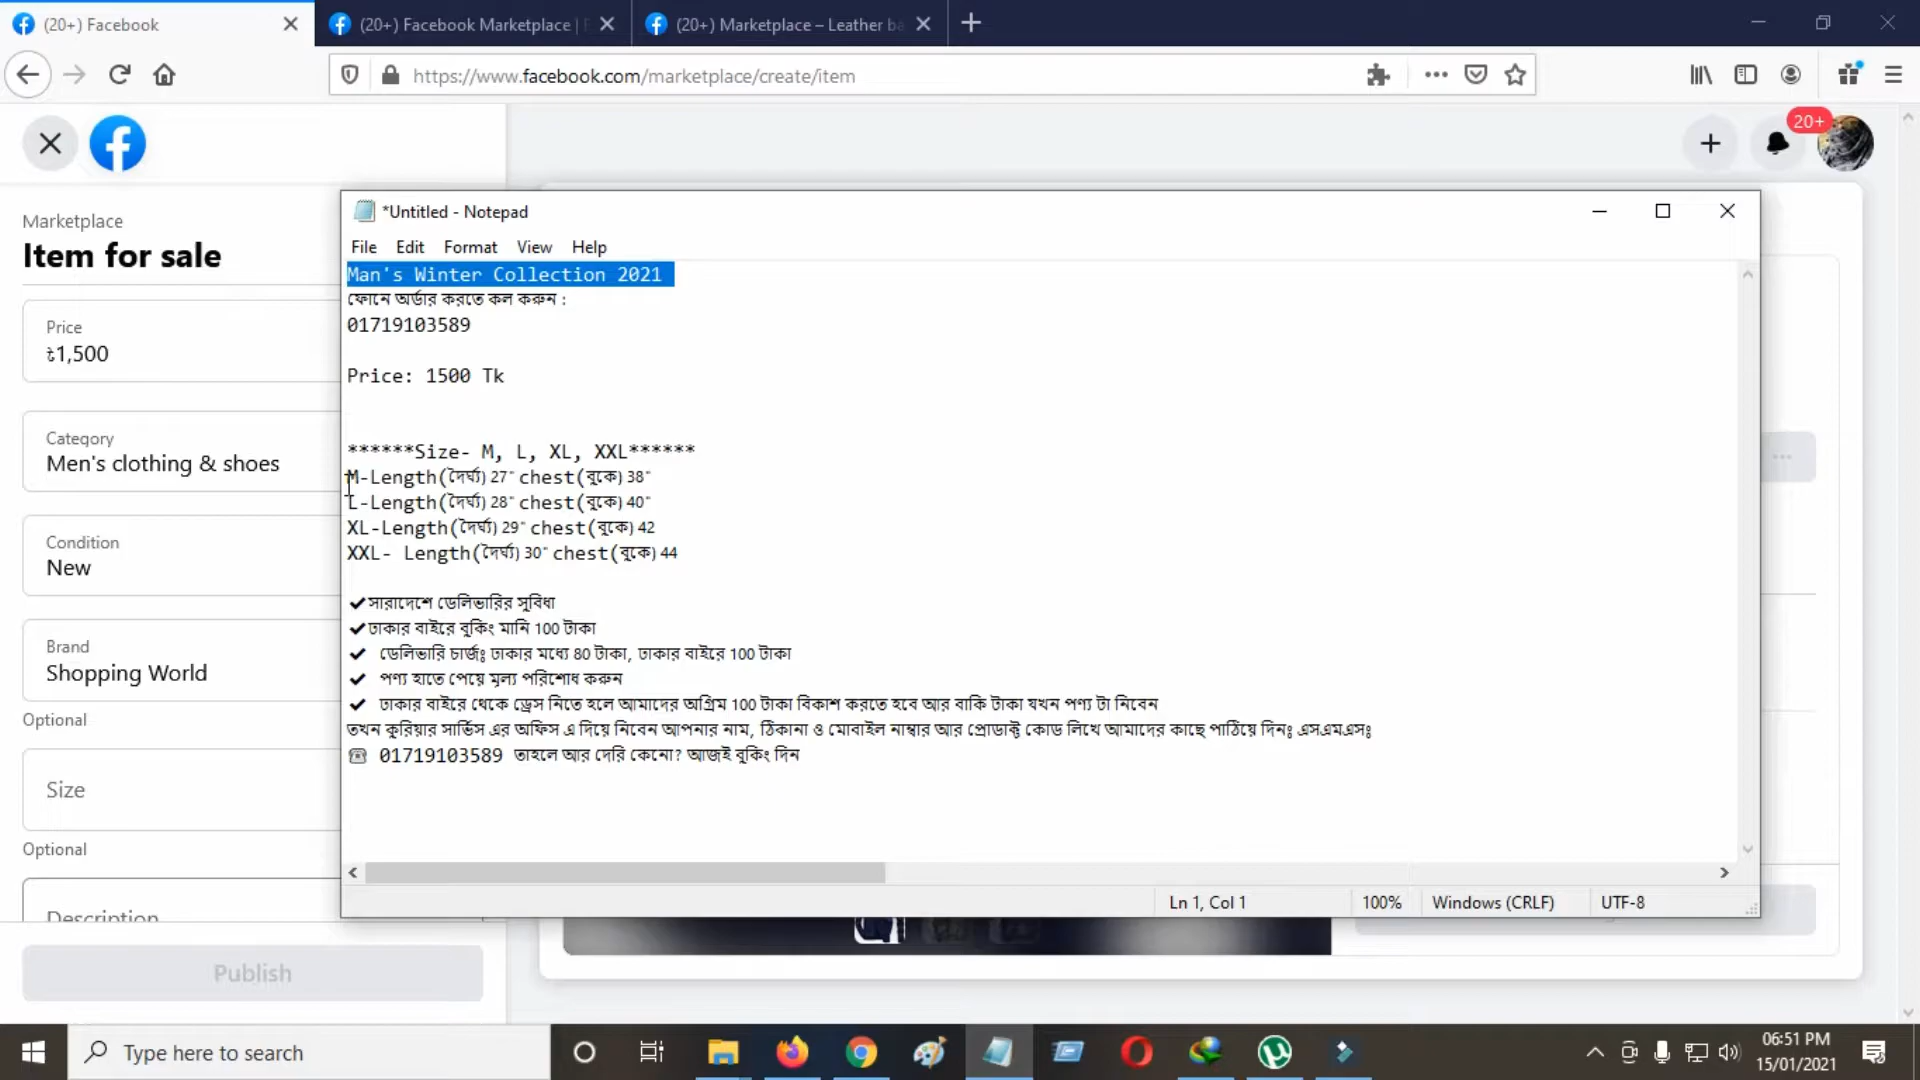 (20+) Facebook
(20+) Facebook Marketplace |
(20+) Marketplace – Leather ba
https://www.facebook.com/marketplace/create/item
20+
Marketplace
Item for sale
Price
৳1,500
Category
Men's clothing & shoes
Condition
New
Brand
Shopping World
Optional
Size
Optional
Description
Publish
*Untitled - Notepad
File Edit Format View Help
Man's Winter Collection 2021
ফোনে অর্ডার করতে কল করুন :
01719103589
Price: 1500 Tk
******Size- M, L, XL, XXL******
M-Length(দৈর্ঘ্য) 27" chest(বুকে) 38"
L-Length(দৈর্ঘ্য) 28" chest(বুকে) 40"
XL-Length(দৈর্ঘ্য) 29" chest(বুকে) 42
XXL- Length(দৈর্ঘ্য) 30" chest(বুকে) 44
✔সারাদেশে ডেলিভারির সুবিধা
✔ঢাকার বাইরে বুকিং মানি 100 টাকা
✔ ডেলিভারি চার্জঃ ঢাকার মধ্যে 80 টাকা, ঢাকার বাইরে 100 টাকা
✔ পণ্য হাতে পেয়ে মূল্য পরিশোধ করুন
✔ ঢাকার বাইরে থেকে ড্রেস নিতে হলে আমাদের অগ্রিম 100 টাকা বিকাশ করতে হবে আর বাকি টাকা যখন পণ্য টা নিবেন
তখন কুরিয়ার সার্ভিস এর অফিস এ দিয়ে নিবেন আপনার নাম, ঠিকানা ও মোবাইল নাম্বার আর প্রোডাক্ট কোড লিখে আমাদের কাছে পাঠিয়ে দিনঃ এসএমএসঃ
☎ 01719103589 তাহলে আর দেরি কেনো? আজই বুকিং দিন
Ln 1, Col 1 100% Windows (CRLF) UTF-8
Type here to search
06:51 PM
15/01/2021